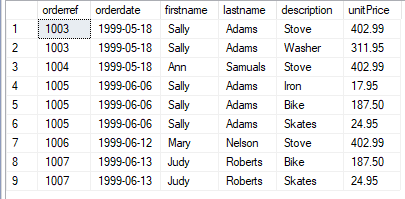 orderref orderdate firstname lastname description unitPrice
1 1003 1999-05-18 Sally Adams Stove 402.99
2 1003 1999-05-18 Sally Adams Washer 311.95
3 1004 1999-05-18 Ann Samuals Stove 402.99
4 1005 1999-06-06 Sally Adams Iron 17.95
5 1005 1999-06-06 Sally Adams Bike 187.50
6 1005 1999-06-06 Sally Adams Skates 24.95
7 1006 1999-06-12 Mary Nelson Stove 402.99
8 1007 1999-06-13 Judy Roberts Bike 187.50
9 1007 1999-06-13 Judy Roberts Skates 24.95